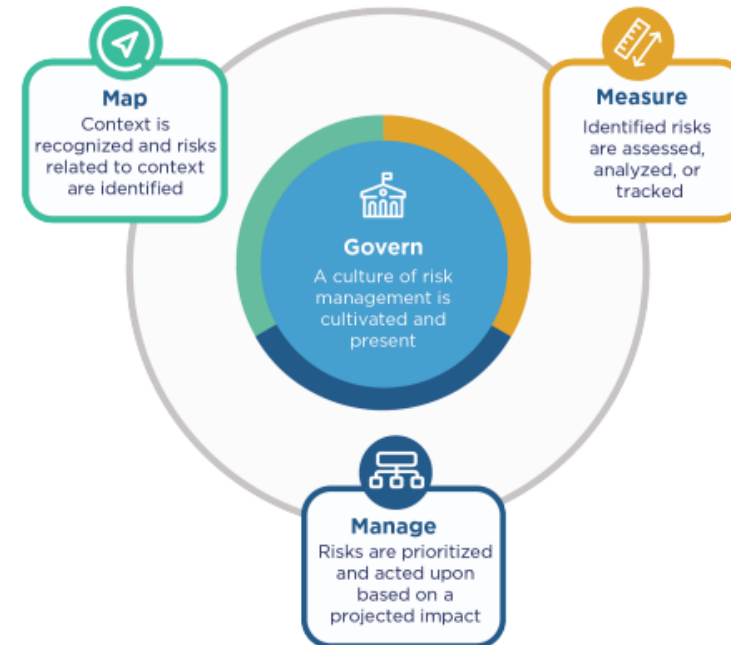 Map
Context is
recognized and risks
related to context
are identified
Measure
Identified risks
are assessed,
analyzed, or
tracked
Govern
A culture of risk
management is
cultivated and
present
Manage
Risks are prioritized
and acted upon
based on a
projected impact